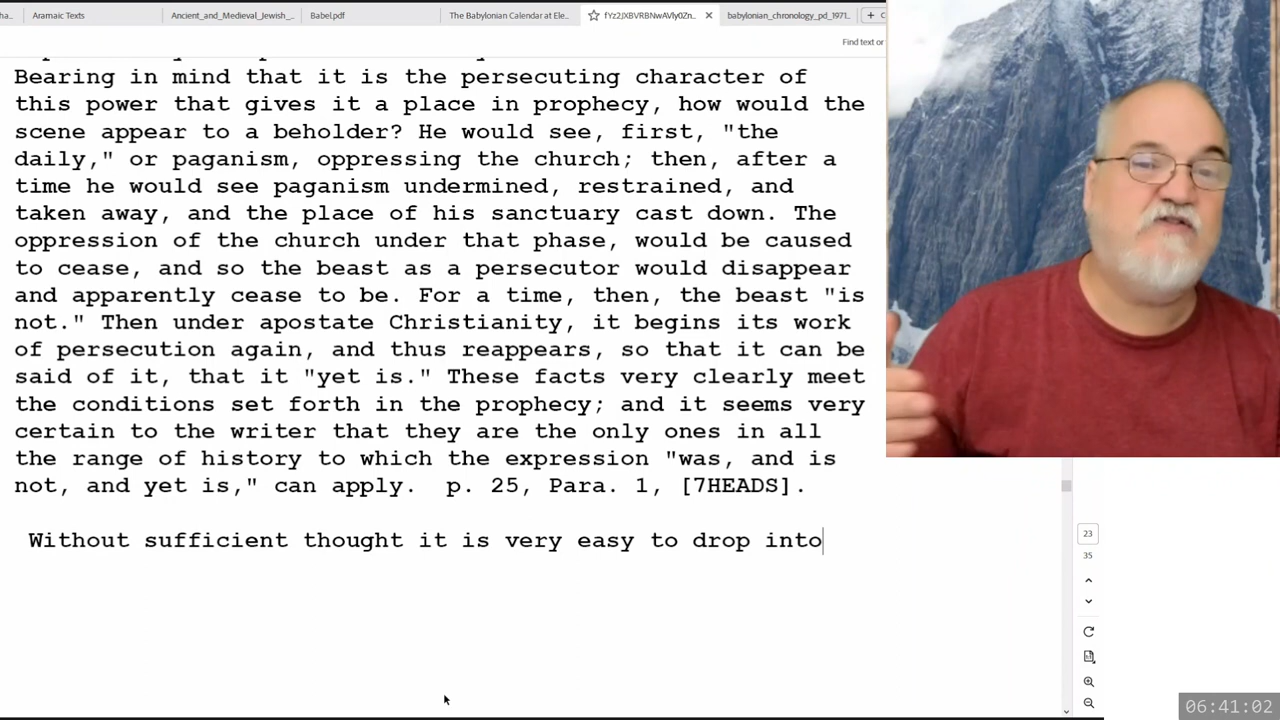 Aramaic Texts
Ancient_and_Medieval_Jewish_...
Babel.pdf
The Babylonian Calendar at Ele...
fYz2JXBVRBNwAVly0Zn...
babylonian_chronology_pd_1971...
Find text or
Bearing in mind that it is the persecuting character of
this power that gives it a place in prophecy, how would the
scene appear to a beholder? He would see, first, "the
daily," or paganism, oppressing the church; then, after a
time he would see paganism undermined, restrained, and
taken away, and the place of his sanctuary cast down. The
oppression of the church under that phase, would be caused
to cease, and so the beast as a persecutor would disappear
and apparently cease to be. For a time, then, the beast "is
not." Then under apostate Christianity, it begins its work
of persecution again, and thus reappears, so that it can be
said of it, that it "yet is." These facts very clearly meet
the conditions set forth in the prophecy; and it seems very
certain to the writer that they are the only ones in all
the range of history to which the expression "was, and is
not, and yet is," can apply. p. 25, Para. 1, [7HEADS].
Without sufficient thought it is very easy to drop into
23
35
06:41:02